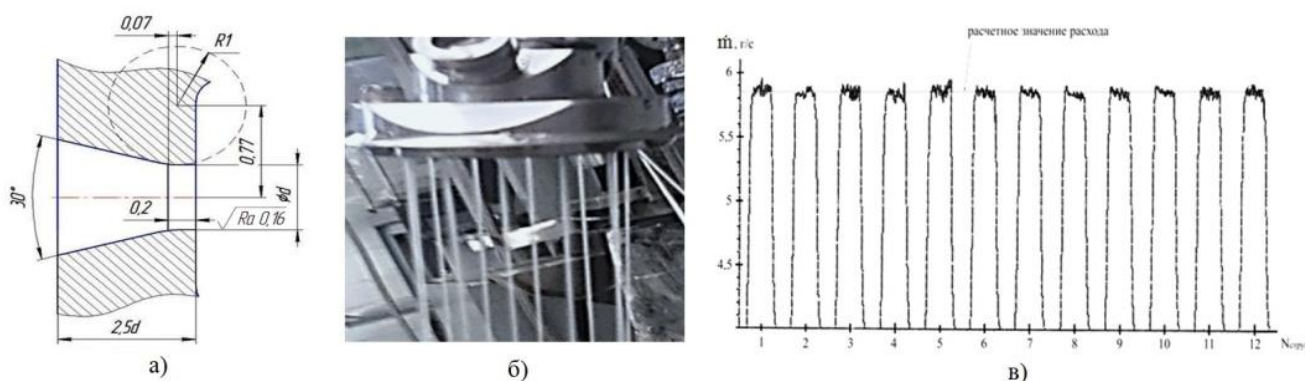 0,07
R1
0,77
30°
0,2
Ra 0,16
⌀d
2,5d
а)
б)
расчетное значение расхода
ṁ, г/с
6
5,5
5
4,5
1 2 3 4 5 6 7 8 9 10 11 12
в)